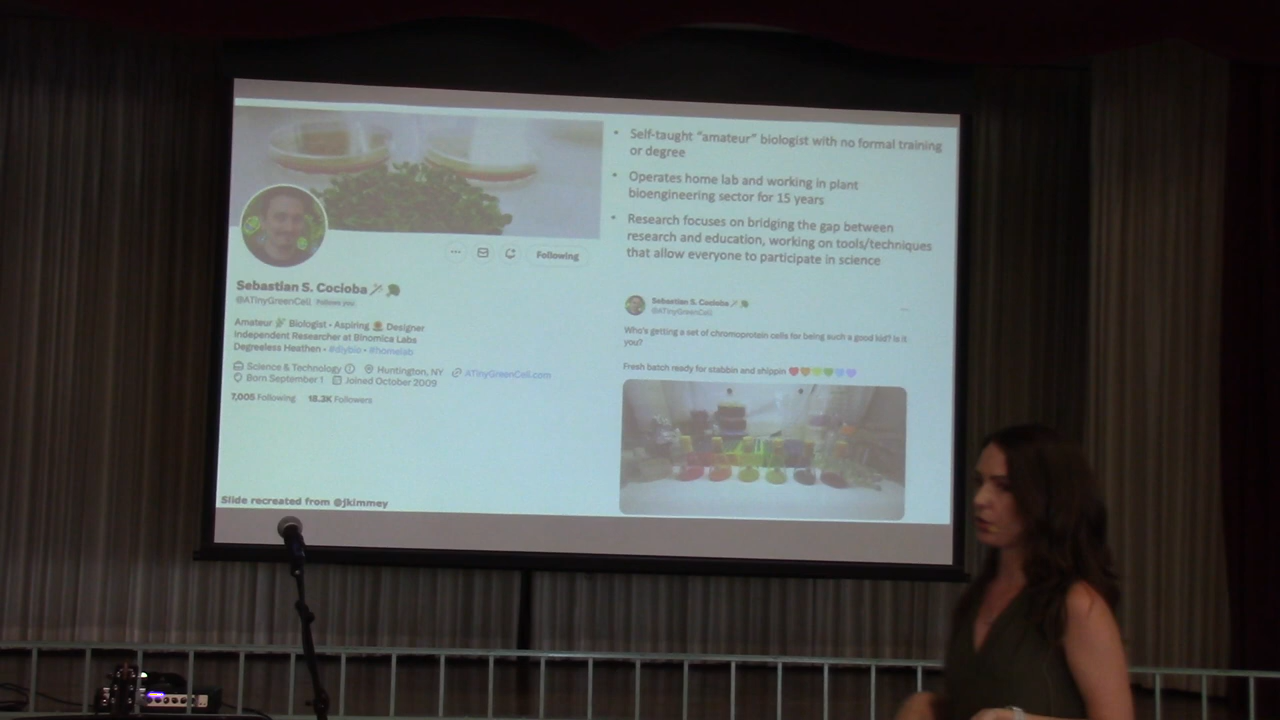 Self-taught “amateur” biologist with no formal training
or degree
Operates home lab and working in plant
bioengineering sector for 15 years
Research focuses on bridging the gap between
research and education, working on tools/techniques
that allow everyone to participate in science
Following
Sebastian S. Cocioba
@ATinyGreenCell Follows you
Amateur Biologist • Aspiring Designer
Independent Researcher at Binomica Labs
Degreeless Heathen • #diybio • #homelab
Science & Technology Huntington, NY ATinyGreenCell.com
Born September 1 Joined October 2009
7,005 Following 18.3K Followers
Sebastian S. Cocioba
@ATinyGreenCell
Who's getting a set of chromoprotein cells for being such a good kid? Is it
you?
Fresh batch ready for stabbin and shippin
Slide recreated from @jkimmey